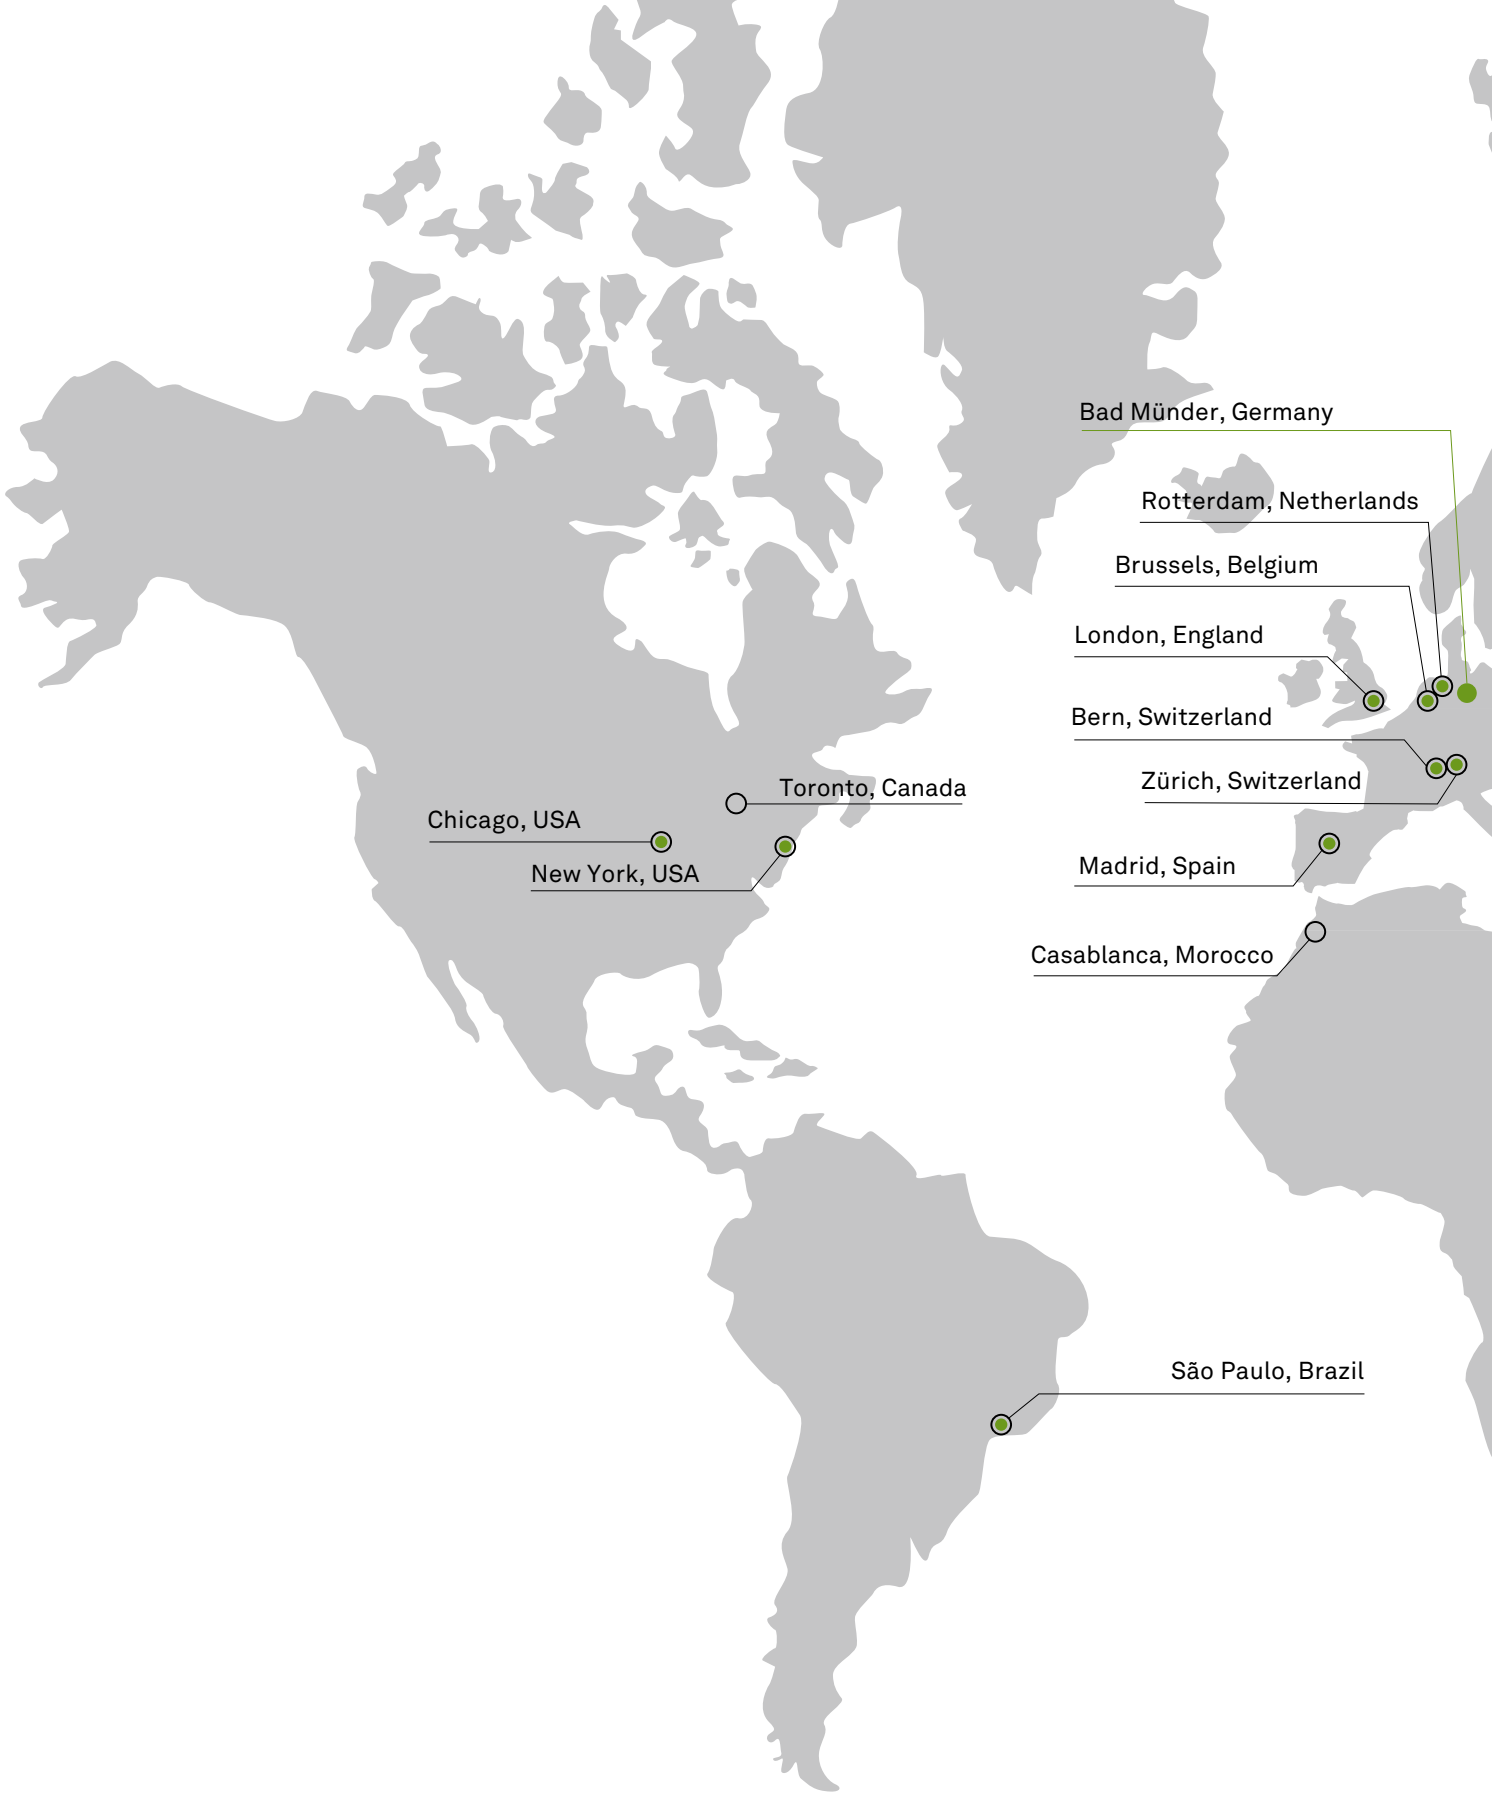 Bad Münder, Germany
Rotterdam, Netherlands
Brussels, Belgium
London, England
Bern, Switzerland
Zürich, Switzerland
Toronto, Canada
Chicago, USA
New York, USA
Madrid, Spain
Casablanca, Morocco
São Paulo, Brazil